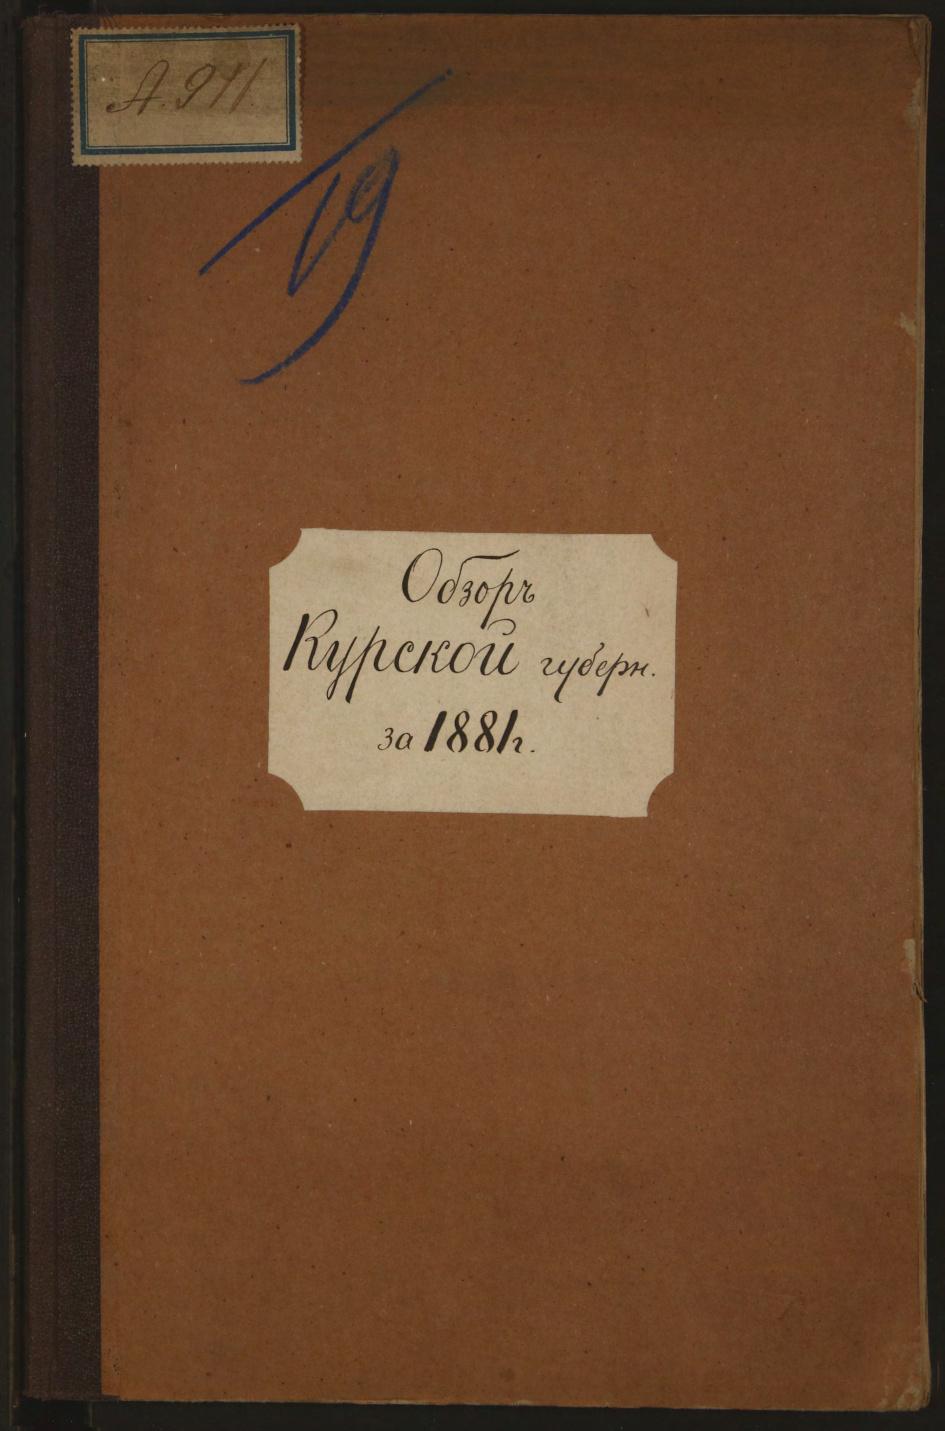 А. 911
19
Обзоръ
Курской губерн.
за 1881г.